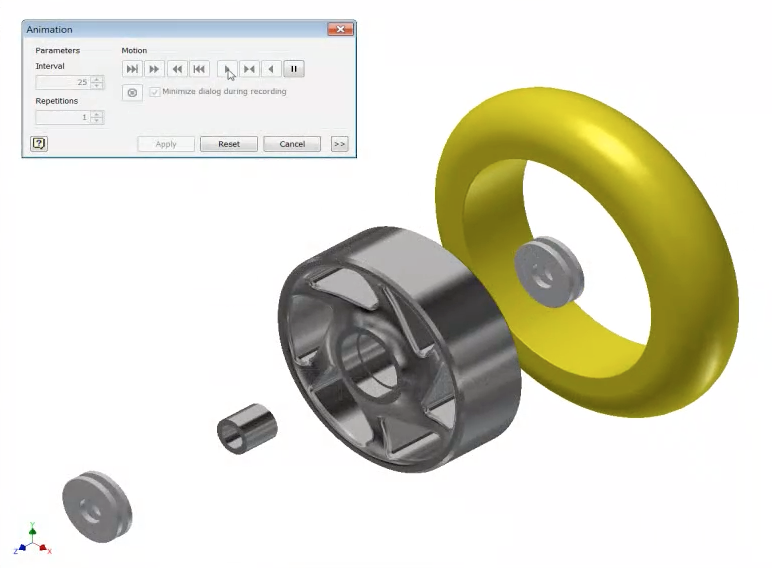 Animation
Parameters
Motion
Interval
25
Minimize dialog during recording
Repetitions
1
Apply
Reset
Cancel
>>
Y
Z
X